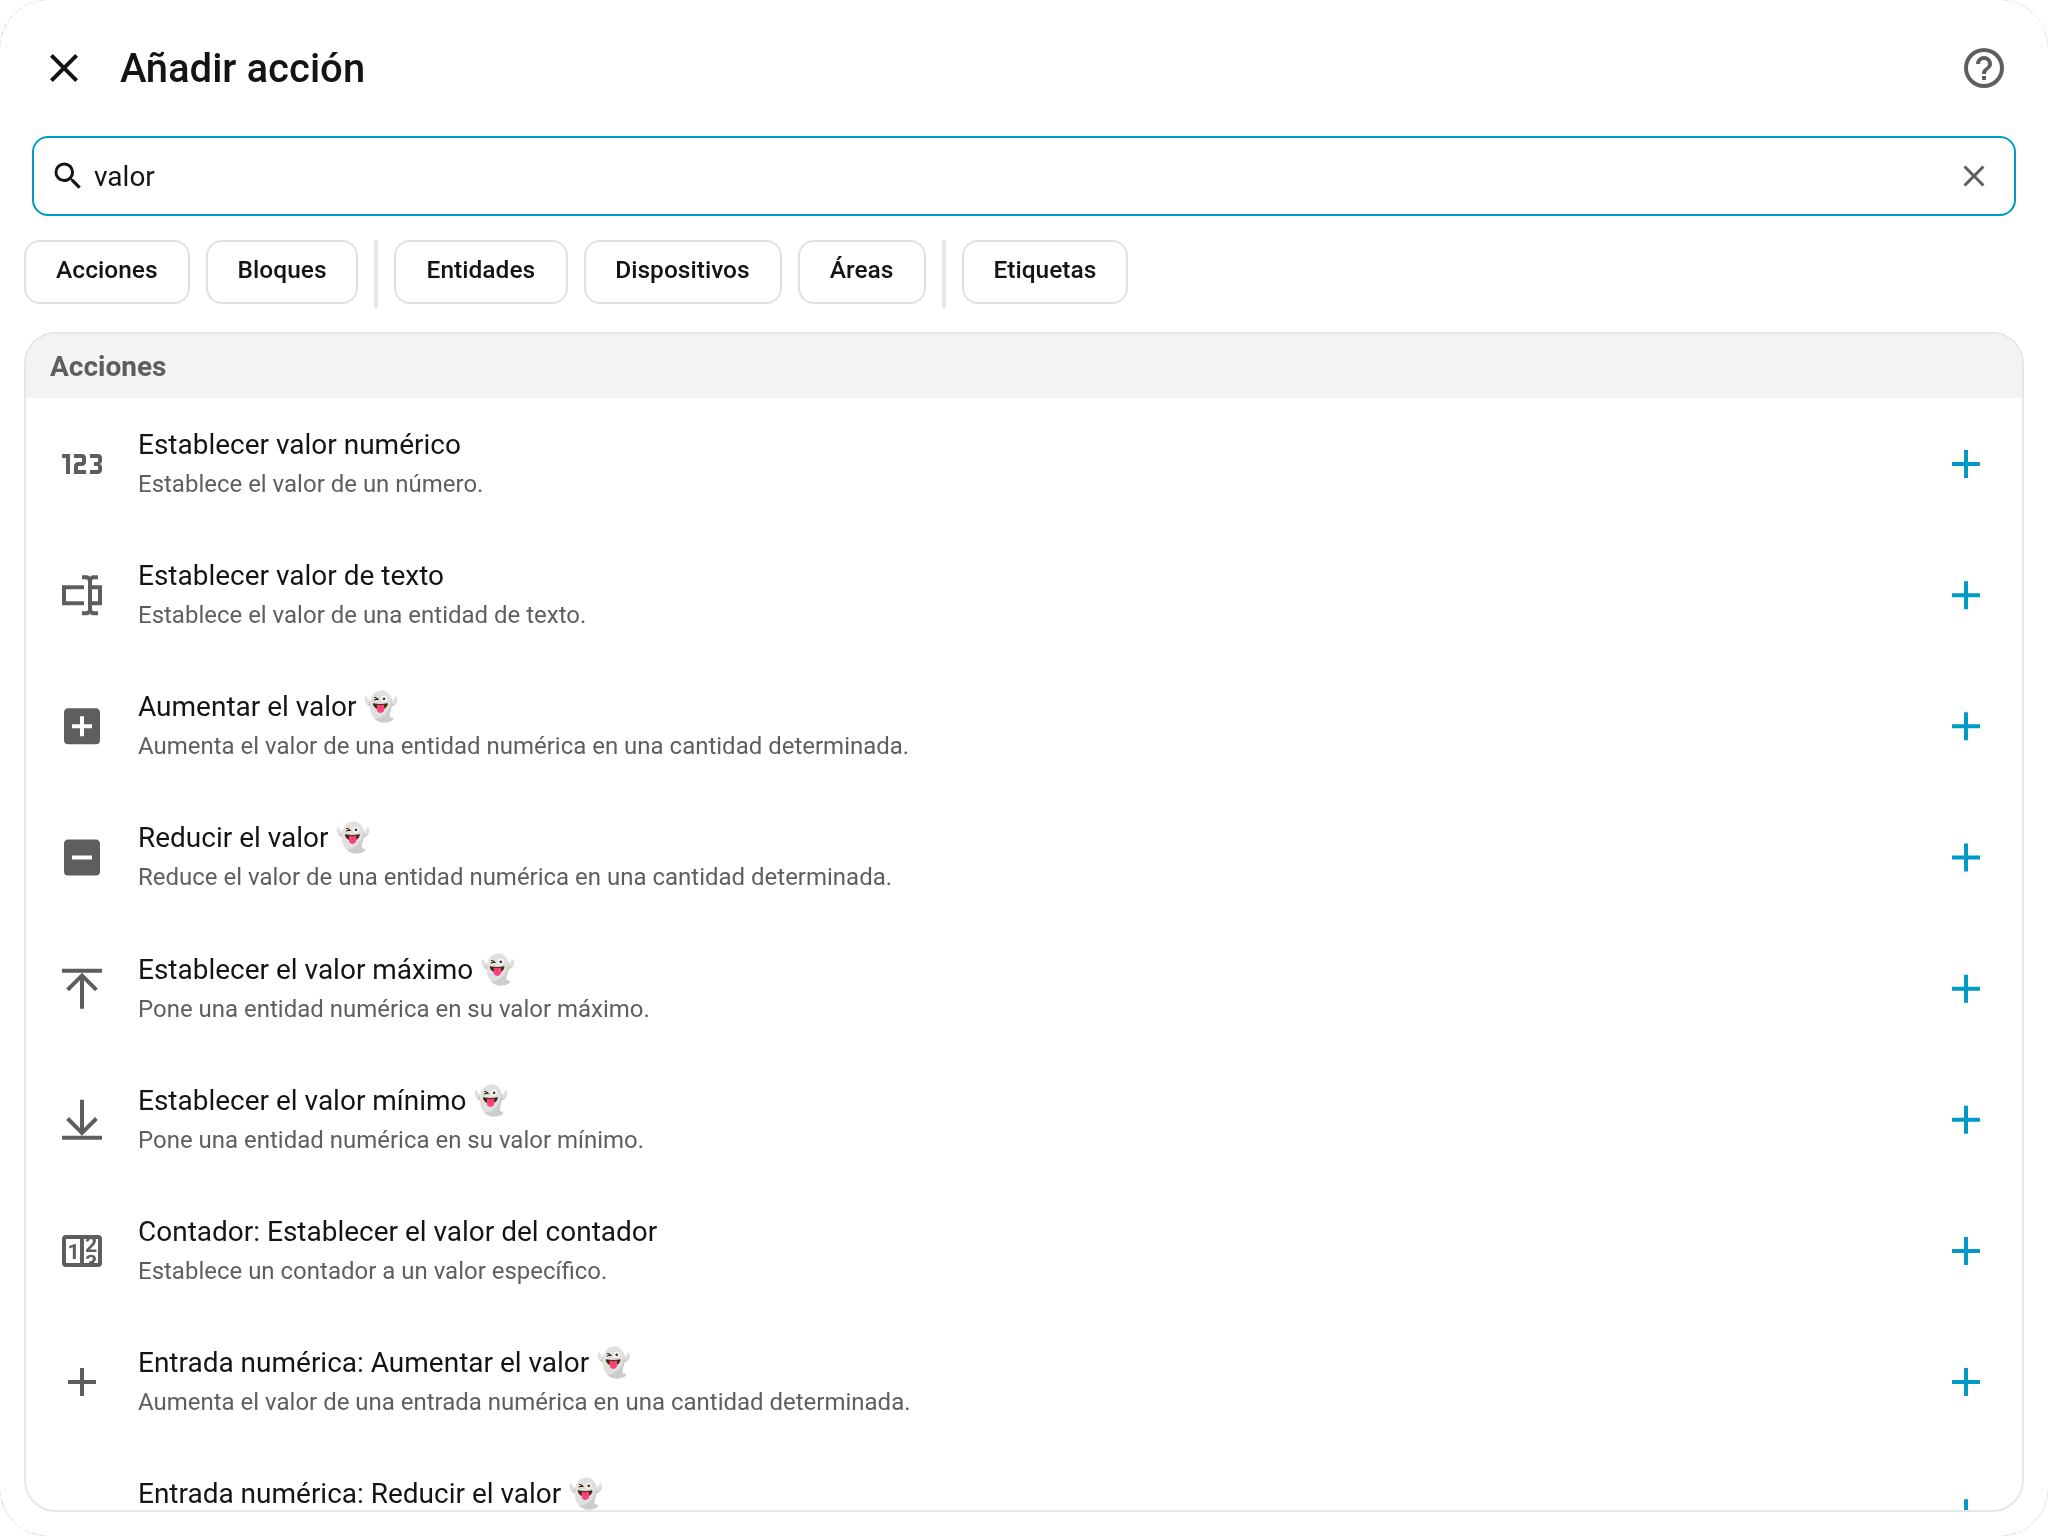 Añadir acción
valor
Acciones
Bloques
Entidades
Dispositivos
Áreas
Etiquetas
Acciones
123
Establecer valor numérico
Establece el valor de un número.
Establecer valor de texto
Establece el valor de una entidad de texto.
Aumentar el valor 👻
Aumenta el valor de una entidad numérica en una cantidad determinada.
Reducir el valor 👻
Reduce el valor de una entidad numérica en una cantidad determinada.
Establecer el valor máximo 👻
Pone una entidad numérica en su valor máximo.
Establecer el valor mínimo 👻
Pone una entidad numérica en su valor mínimo.
Contador: Establecer el valor del contador
Establece un contador a un valor específico.
Entrada numérica: Aumentar el valor 👻
Aumenta el valor de una entrada numérica en una cantidad determinada.
Entrada numérica: Reducir el valor 👻